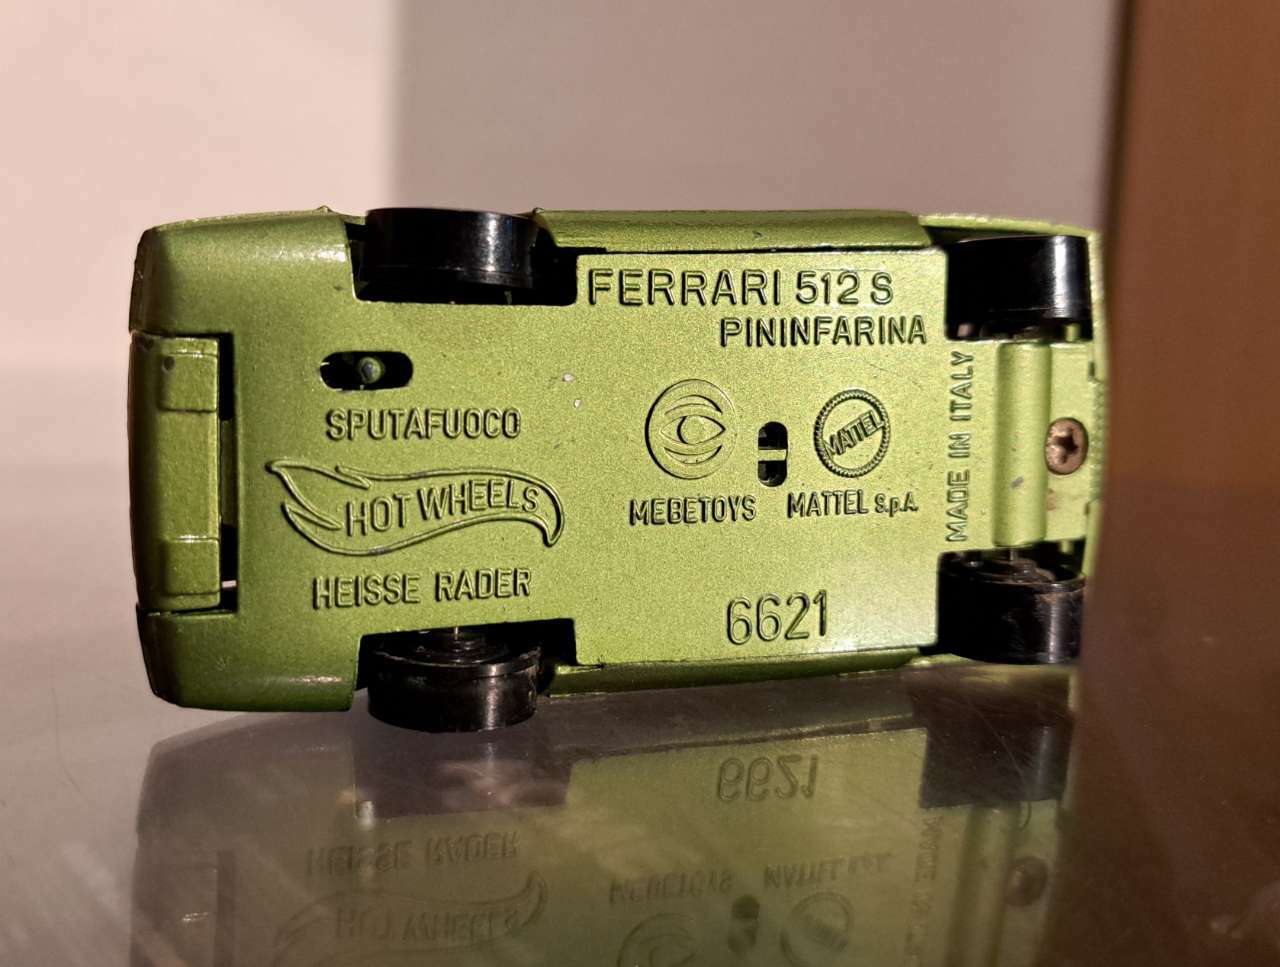 FERRARI 512 S
PININFARINA
SPUTAFUOCO
HOT WHEELS
HEISSE RADER
MEBETOYS
MATTEL
MATTEL S.p.A.
MADE IN ITALY
6621